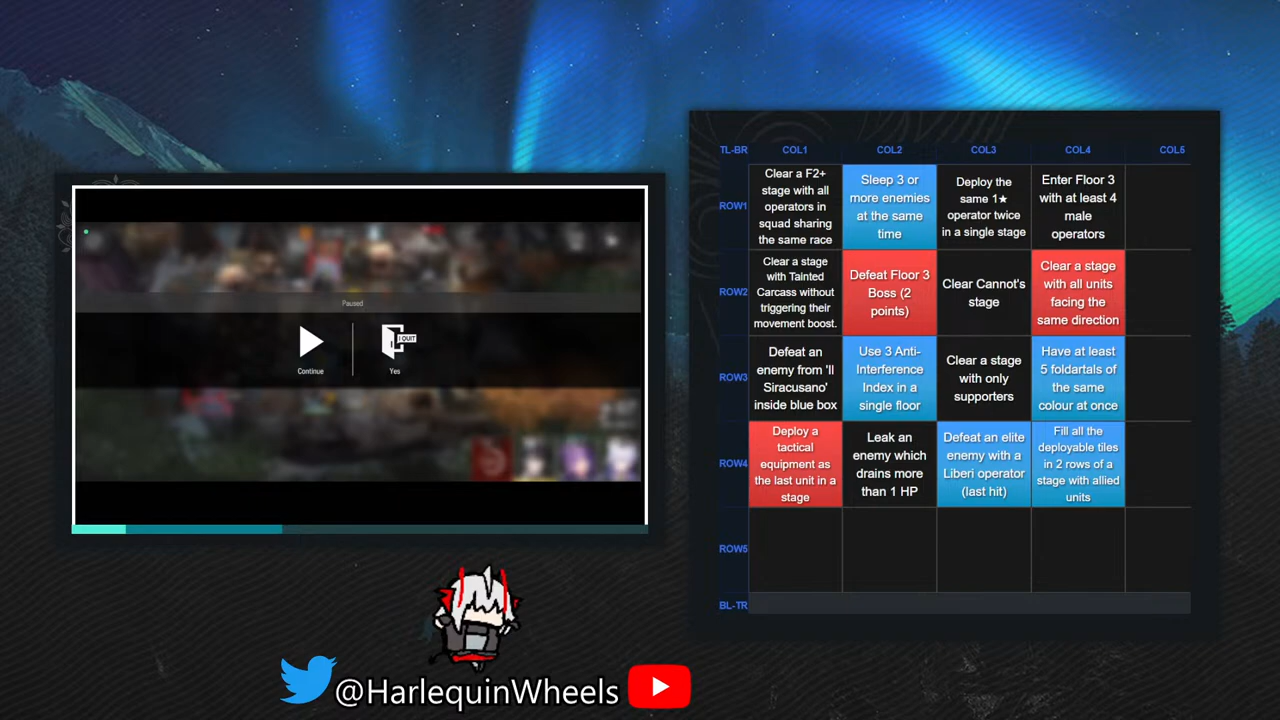 TL-BR
COL1
COL2
COL3
COL4
COL5
ROW1
Clear a F2+
stage with all
operators in
squad sharing
the same race
Sleep 3 or
more enemies
at the same
time
Deploy the
same 1★
operator twice
in a single stage
Enter Floor 3
with at least 4
male
operators
ROW2
Clear a stage
with Tainted
Carcass without
triggering their
movement boost.
Defeat Floor 3
Boss (2
points)
Clear Cannot's
stage
Clear a stage
with all units
facing the
same direction
ROW3
Defeat an
enemy from 'Il
Siracusano'
inside blue box
Use 3 Anti-
Interference
Index in a
single floor
Clear a stage
with only
supporters
Have at least
5 foldartals of
the same
colour at once
ROW4
Deploy a
tactical
equipment as
the last unit in a
stage
Leak an
enemy which
drains more
than 1 HP
Defeat an elite
enemy with a
Liberi operator
(last hit)
Fill all the
deployable tiles
in 2 rows of a
stage with allied
units
ROW5
BL-TR
Paused
I QUIT
Continue
Yes
@HarlequinWheels